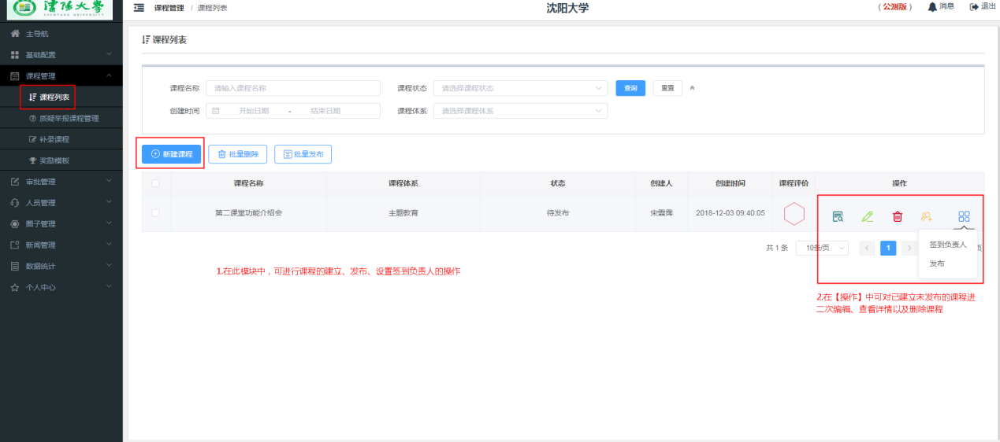 沈阳大学
SHENYANG UNIVERSITY
课程管理 / 课程列表
沈阳大学
（公测版）
消息
退出
主导航
基础配置
课程管理
课程列表
质疑举报课程管理
补录课程
奖励模板
审批管理
人员管理
圈子管理
新闻管理
数据统计
个人中心
课程列表
课程名称 请输入课程名称 课程状态 请选择课程状态 查询 重置
创建时间 开始日期 - 结束日期 课程体系 请选择课程体系
新建课程 批量删除 批量发布
课程名称 课程体系 状态 创建人 创建时间 课程评价 操作
第二课堂功能介绍会 主题教育 待发布 宋霏霏 2018-12-03 09:40:05
签到负责人
发布
共 1 条 10条/页 1 页
1.在此模块中，可进行课程的建立、发布、设置签到负责人的操作
2.在【操作】中可对已建立未发布的课程进
二次编辑、查看详情以及删除课程